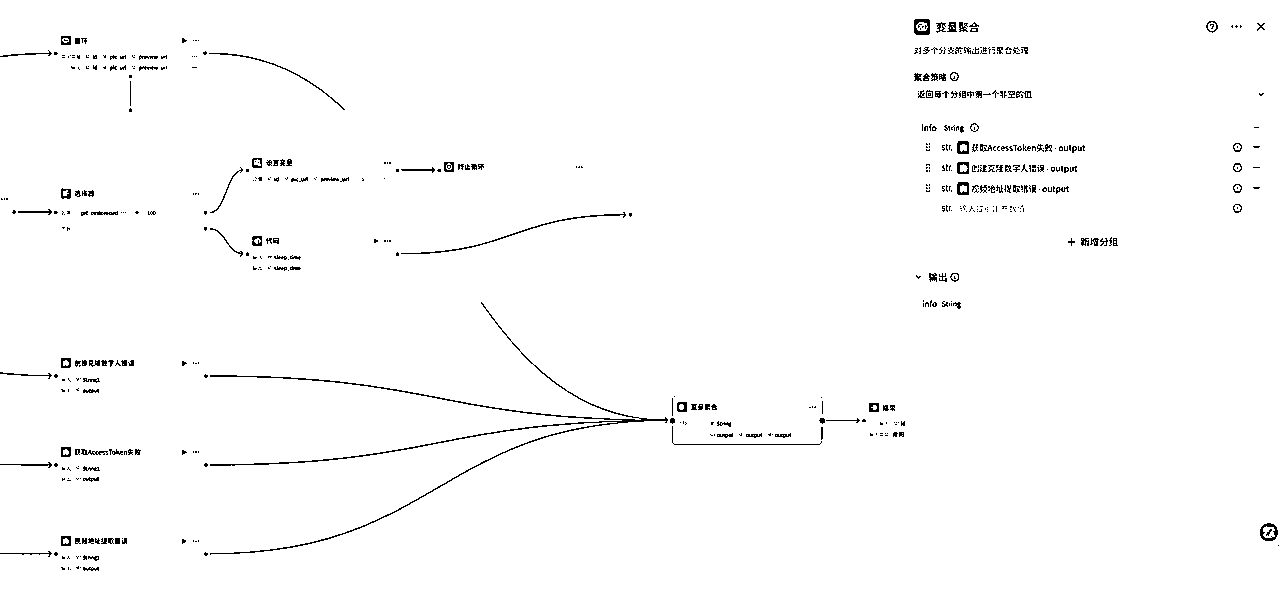 循环
id pic_url preview_url
id pic_url preview_url
设置变量
id pic_url preview_url
终止循环
选择器
100
代码
sleep_time
sleep_time
创建克隆数字人错误
String1
output
获取AccessToken失败
String1
output
视频地址提取错误
String1
output
变量聚合
String
output output output
结束
变量聚合
对多个分支的输出进行聚合处理
聚合策略
返回每个分组中第一个非空的值
info String
str. 获取AccessToken失败 - output
str. 创建克隆数字人错误 - output
str. 视频地址提取错误 - output
str.
+ 新增分组
输出
info String